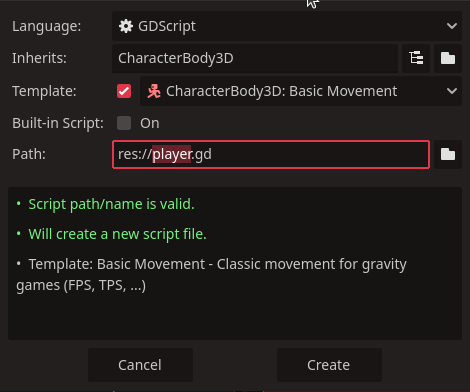 Language: GDScript
Inherits: CharacterBody3D
Template: CharacterBody3D: Basic Movement
Built-in Script: On
Path: res://player.gd
• Script path/name is valid.
• Will create a new script file.
• Template: Basic Movement - Classic movement for gravity
games (FPS, TPS, ...)
Cancel Create